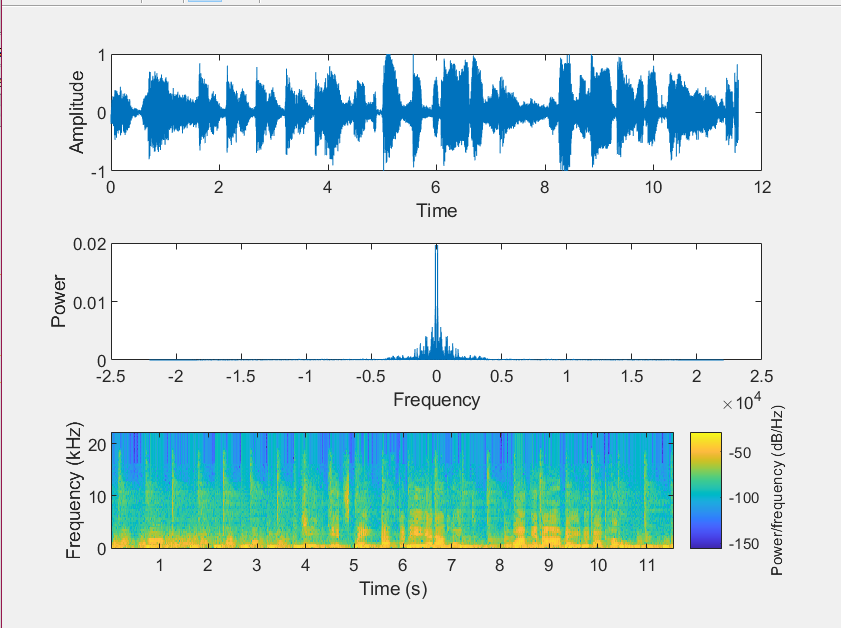 1
0
-1
Amplitude
0 2 4 6 8 10 12
Time
0.02
0.01
0
Power
-2.5 -2 -1.5 -1 -0.5 0 0.5 1 1.5 2 2.5
×10^4
Frequency
20
10
0
Frequency (kHz)
1 2 3 4 5 6 7 8 9 10 11
Time (s)
-50
-100
-150
Power/frequency (dB/Hz)